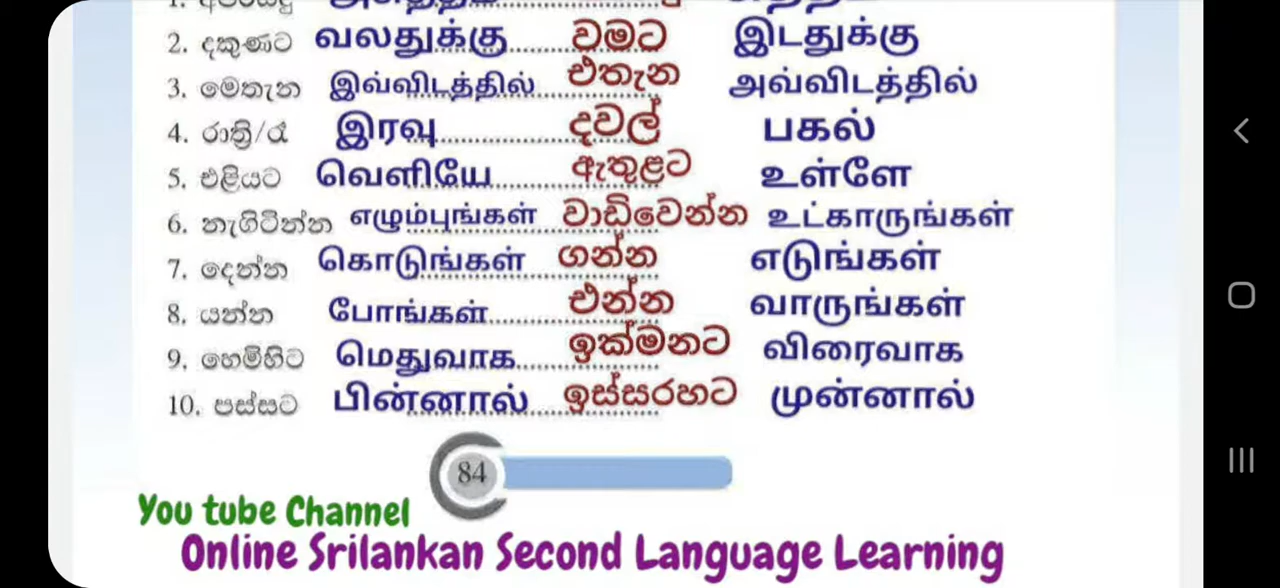 2. දකුණට வலதுக்கு වමට இடதுக்கு
3. මෙතැන இவ்விடத்தில் එතැන அவ்விடத்தில்
4. රාත්‍රි/රෑ இரவு දවල් பகல்
5. එළියට வெளியே ඇතුළට உள்ளே
6. නැගිටින්න எழும்புங்கள் වාඩිවෙන්න உட்காருங்கள்
7. දෙන්න கொடுங்கள் ගන්න எடுங்கள்
8. යන්න போங்கள் එන්න வாருங்கள்
9. හෙමිහිට மெதுவாக ඉක්මනට விரைவாக
10. පස්සට பின்னால் ඉස්සරහට முன்னால்
84
You tube Channel
Online Srilankan Second Language Learning